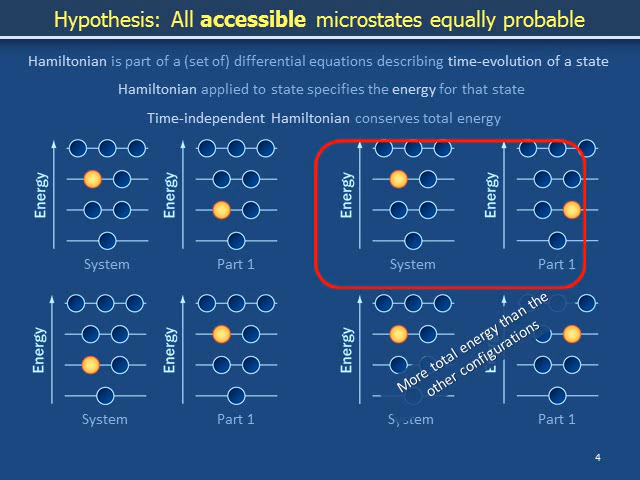 Hypothesis: All accessible microstates equally probable
Hamiltonian is part of a (set of) differential equations describing time-evolution of a state
Hamiltonian applied to state specifies the energy for that state
Time-independent Hamiltonian conserves total energy
Energy
Energy
Energy
Energy
System
Part 1
System
Part 1
Energy
Energy
Energy
More total energy than the
other configurations
System
Part 1
System
Part 1
4